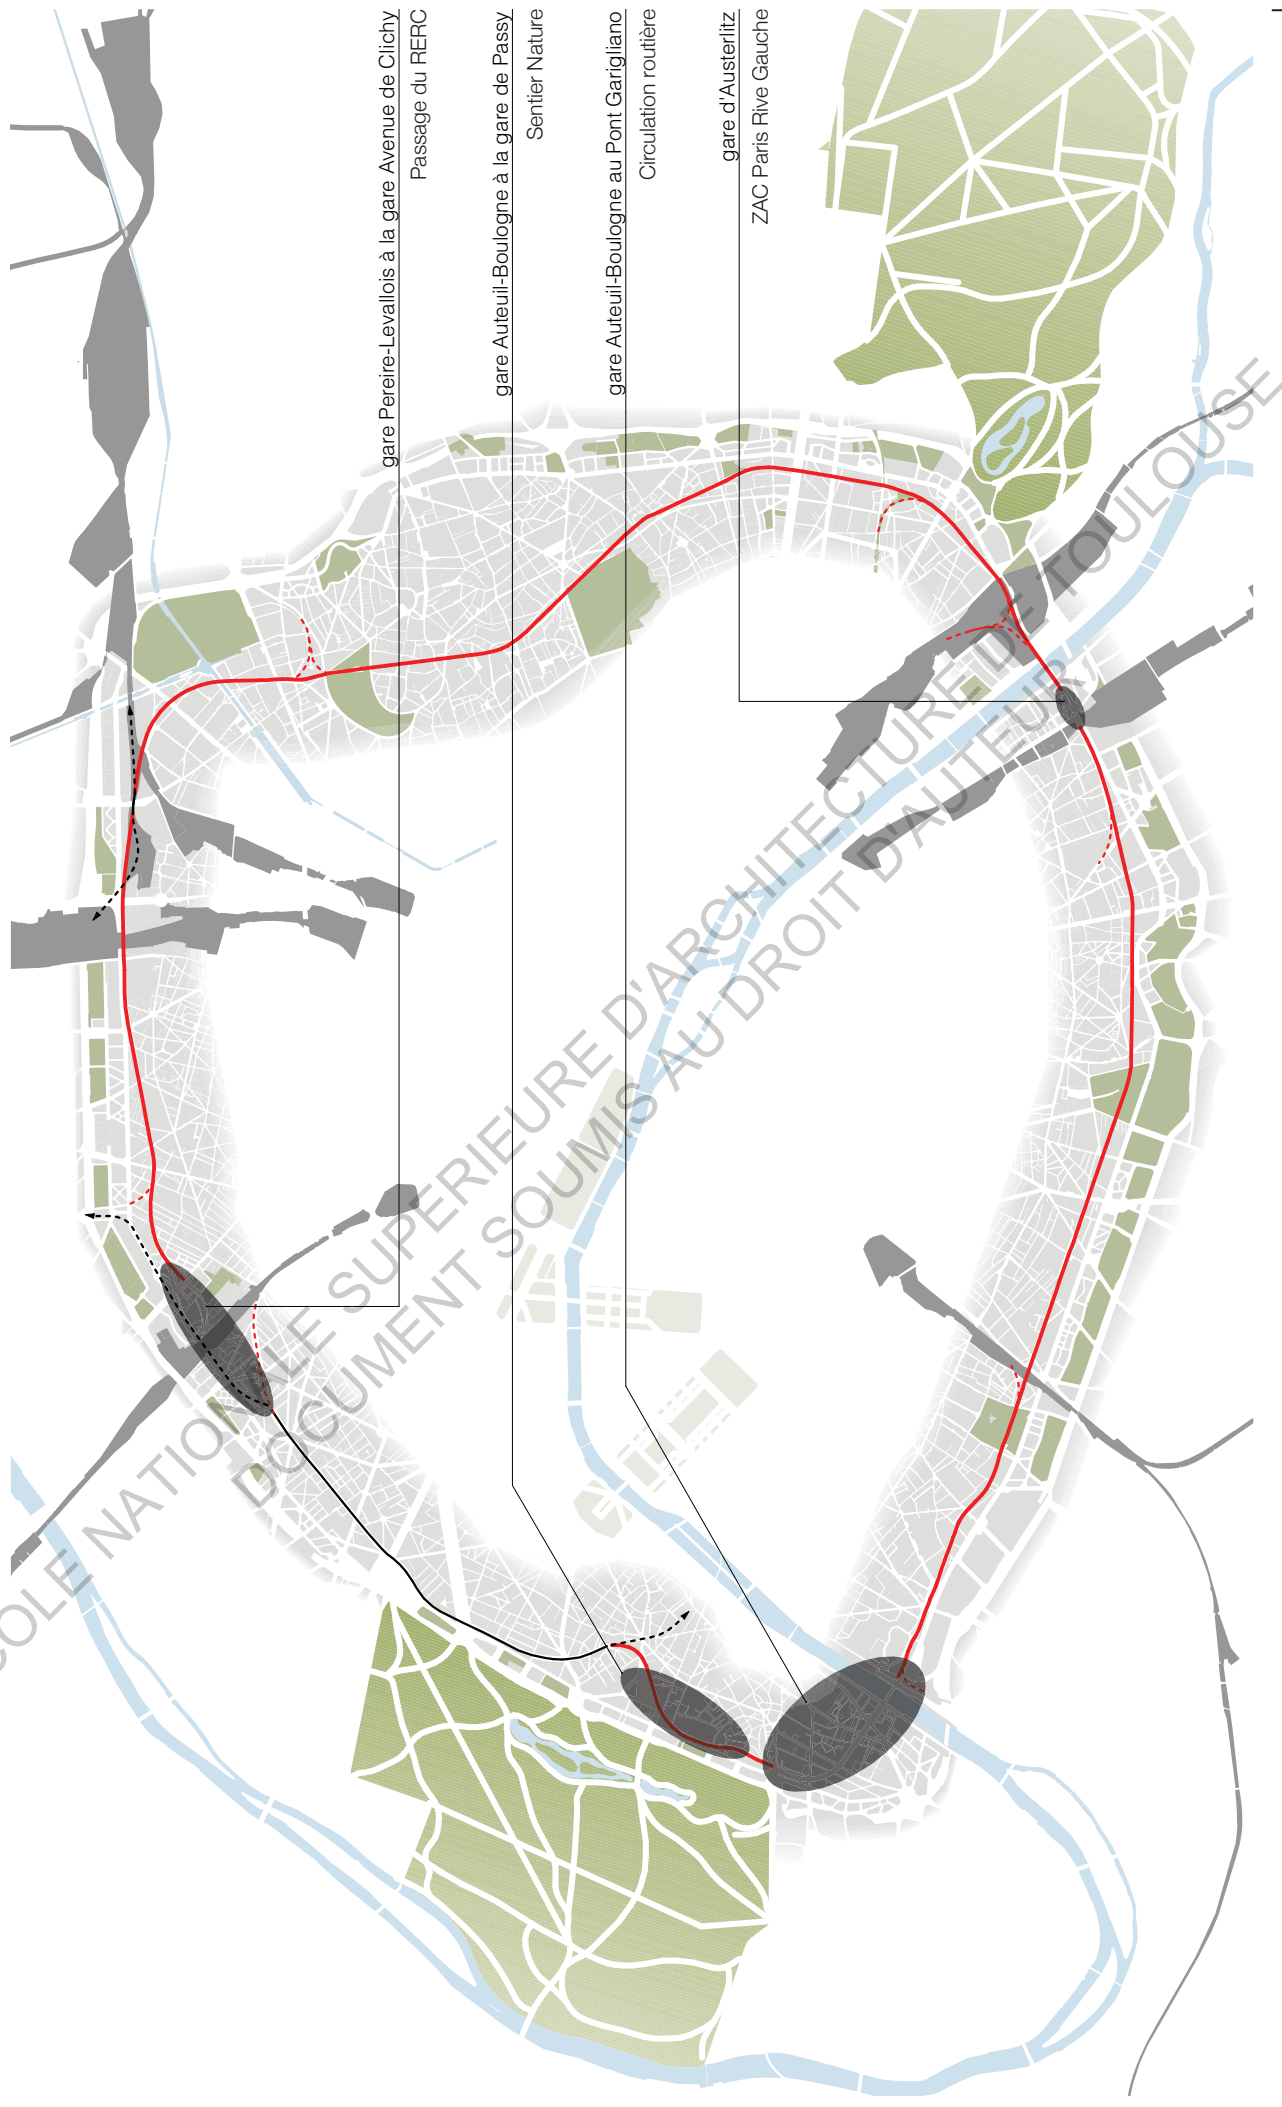 gare Pereire-Levallois à la gare Avenue de Clichy
Passage du RERC
gare Auteuil-Boulogne à la gare de Passy
Sentier Nature
gare Auteuil-Boulogne au Pont Garigliano
Circulation routière
gare d'Austerlitz
ZAC Paris Rive Gauche
COLE NATIONALE SUPERIEURE D'ARCHITECTURE DE TOULOUSE
DOCUMENT SOUMIS AU DROIT D'AUTEUR